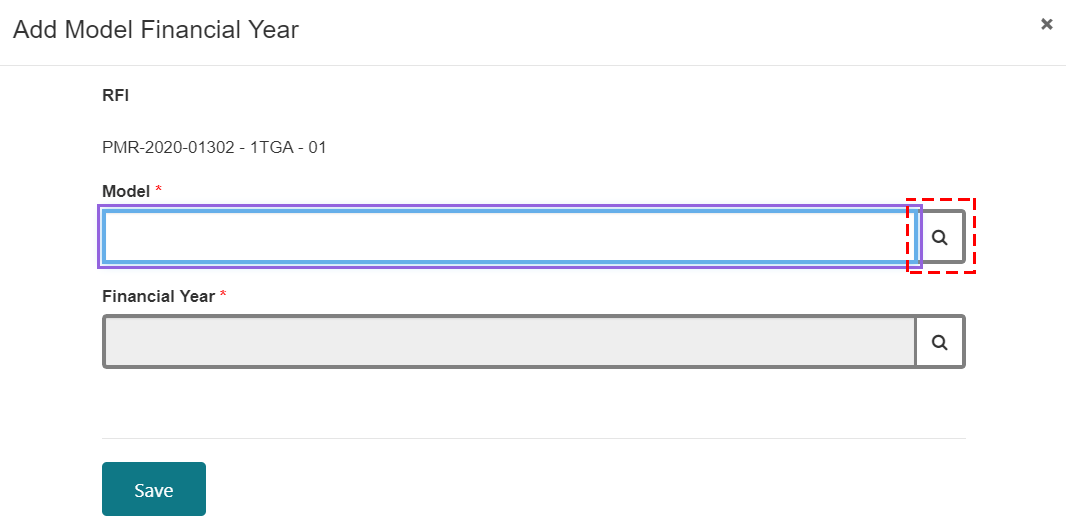 Add Model Financial Year
RFI
PMR-2020-01302 - 1TGA - 01
Model *
Financial Year *
Save